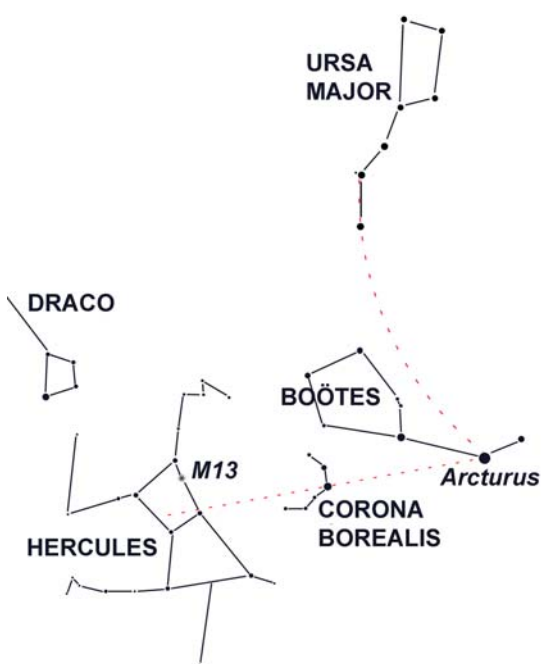 URSA
MAJOR
DRACO
BOÖTES
M13
Arcturus
CORONA
BOREALIS
HERCULES